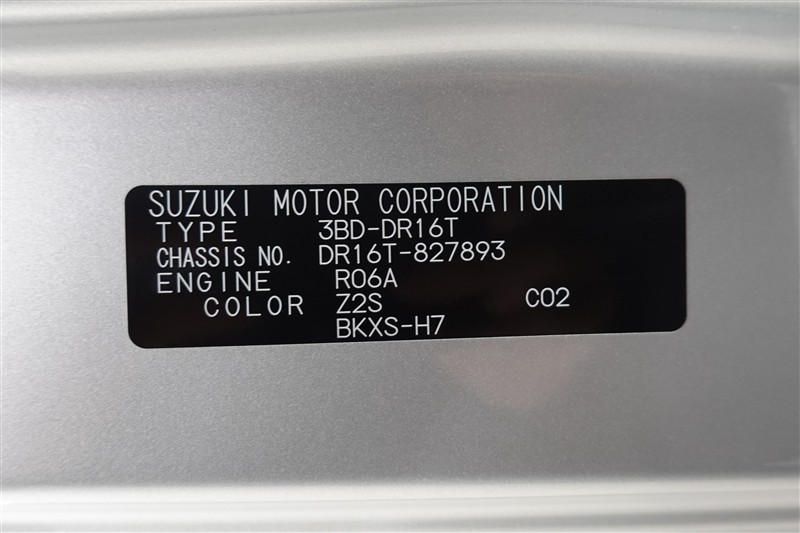 SUZUKI MOTOR CORPORATION
TYPE 3BD-DR16T
CHASSIS NO. DR16T-827893
ENGINE R06A
COLOR Z2S C02
BKXS-H7